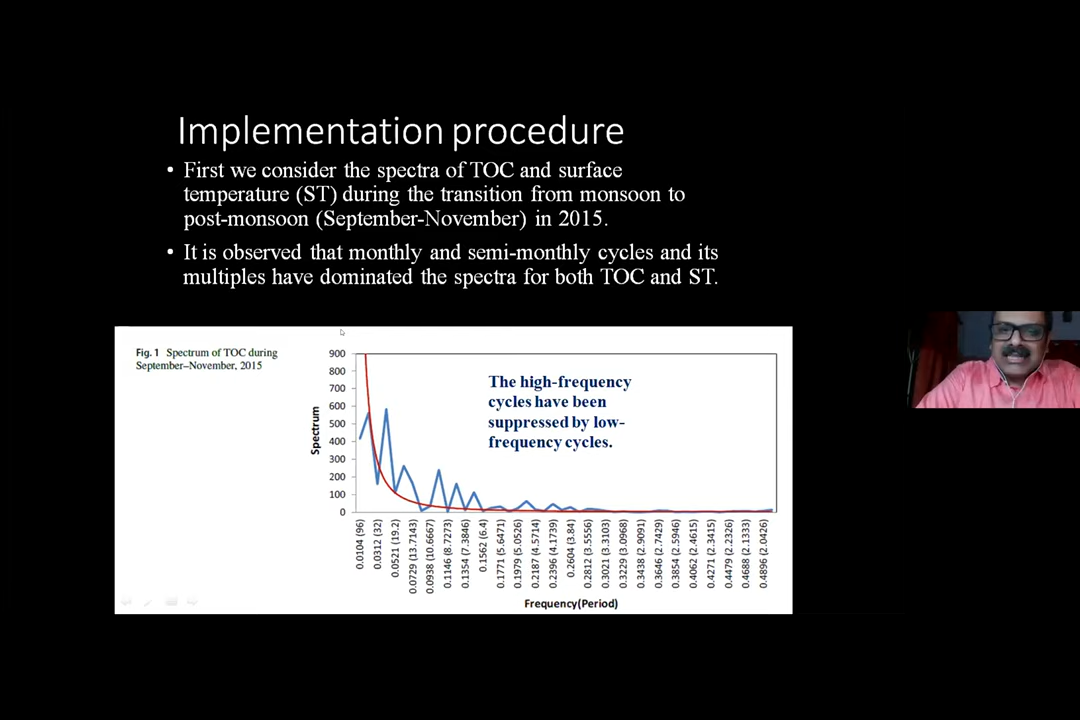 Implementation procedure
• First we consider the spectra of TOC and surface
temperature (ST) during the transition from monsoon to
post-monsoon (September-November) in 2015.
• It is observed that monthly and semi-monthly cycles and its
multiples have dominated the spectra for both TOC and ST.
Fig. 1 Spectrum of TOC during
September–November, 2015
The high-frequency
cycles have been
suppressed by low-
frequency cycles.
Spectrum
900
800
700
600
500
400
300
200
100
0
0.0104 (96)
0.0312 (32)
0.0521 (19.2)
0.0729 (13.7143)
0.0938 (10.6667)
0.1146 (8.7273)
0.1354 (7.3846)
0.1562 (6.4)
0.1771 (5.6471)
0.1979 (5.0526)
0.2187 (4.5714)
0.2396 (4.1739)
0.2604 (3.84)
0.2812 (3.5556)
0.3021 (3.3103)
0.3229 (3.0968)
0.3438 (2.9091)
0.3646 (2.7429)
0.3854 (2.5946)
0.4062 (2.4615)
0.4271 (2.3415)
0.4479 (2.2326)
0.4688 (2.1333)
0.4896 (2.0426)
Frequency(Period)